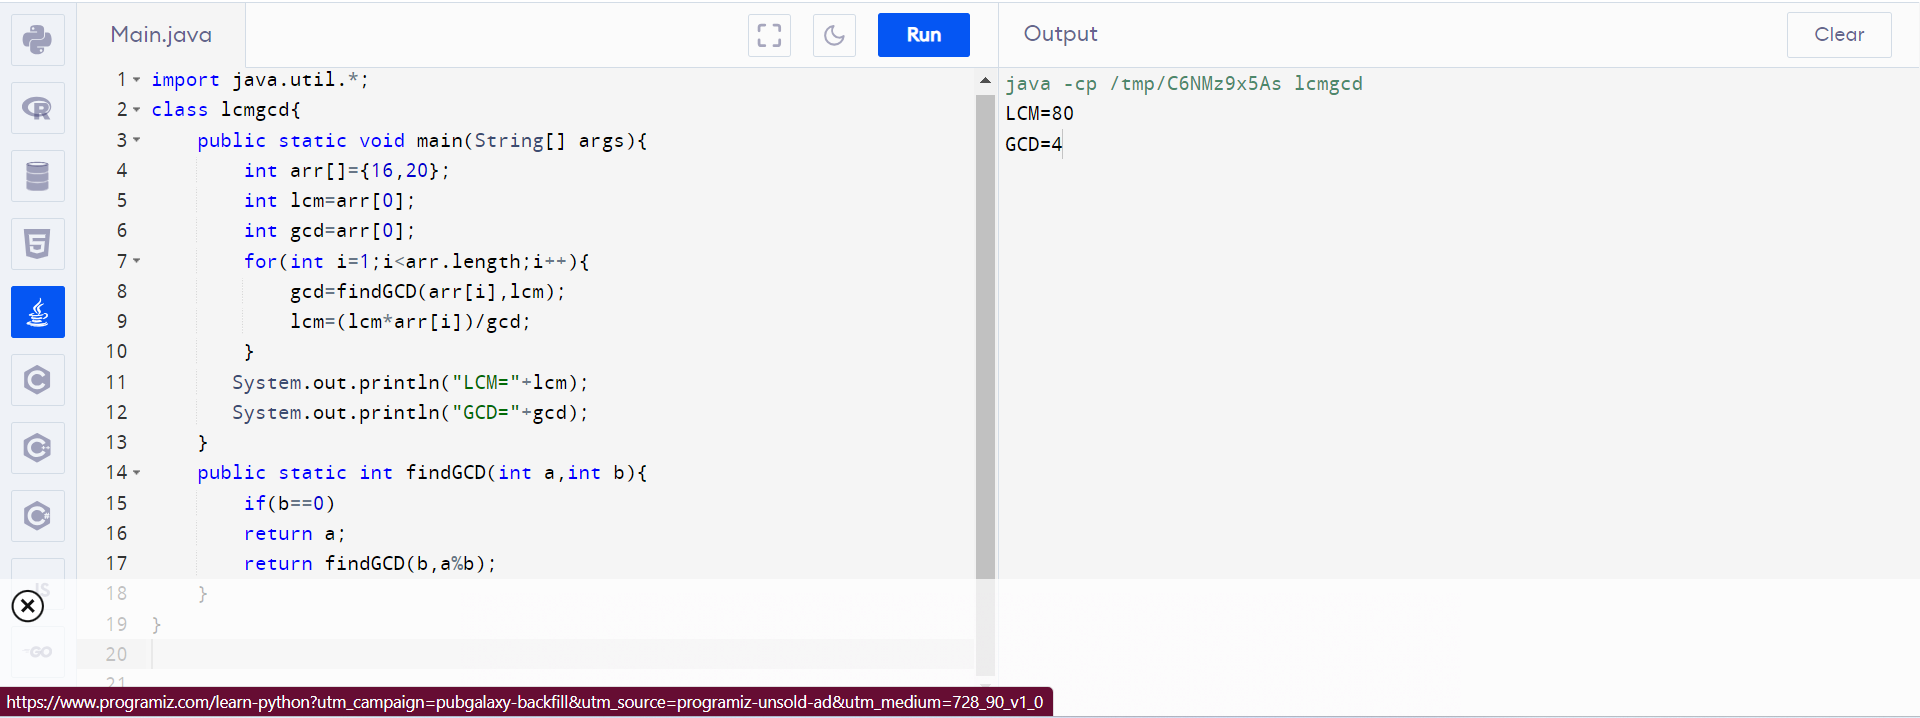 Main.java
Run
Output
Clear
1 import java.util.*;
2 class lcmgcd{
3 public static void main(String[] args){
4 int arr[]={16,20};
5 int lcm=arr[0];
6 int gcd=arr[0];
7 for(int i=1;i<arr.length;i++){
8 gcd=findGCD(arr[i],lcm);
9 lcm=(lcm*arr[i])/gcd;
10 }
11 System.out.println("LCM="+lcm);
12 System.out.println("GCD="+gcd);
13 }
14 public static int findGCD(int a,int b){
15 if(b==0)
16 return a;
17 return findGCD(b,a%b);
18 }
19 }
20
21
java -cp /tmp/C6NMz9x5As lcmgcd
LCM=80
GCD=4
R
5
C
C
C
JS
GO
https://www.programiz.com/learn-python?utm_campaign=pubgalaxy-backfill&utm_source=programiz-unsold-ad&utm_medium=728_90_v1_0